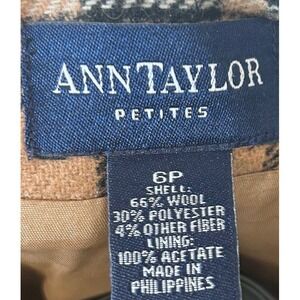 ANN TAYLOR
PETITES
6P
SHELL:
66% WOOL
30% POLYESTER
4% OTHER FIBER
LINING:
100% ACETATE
MADE IN
PHILIPPINES